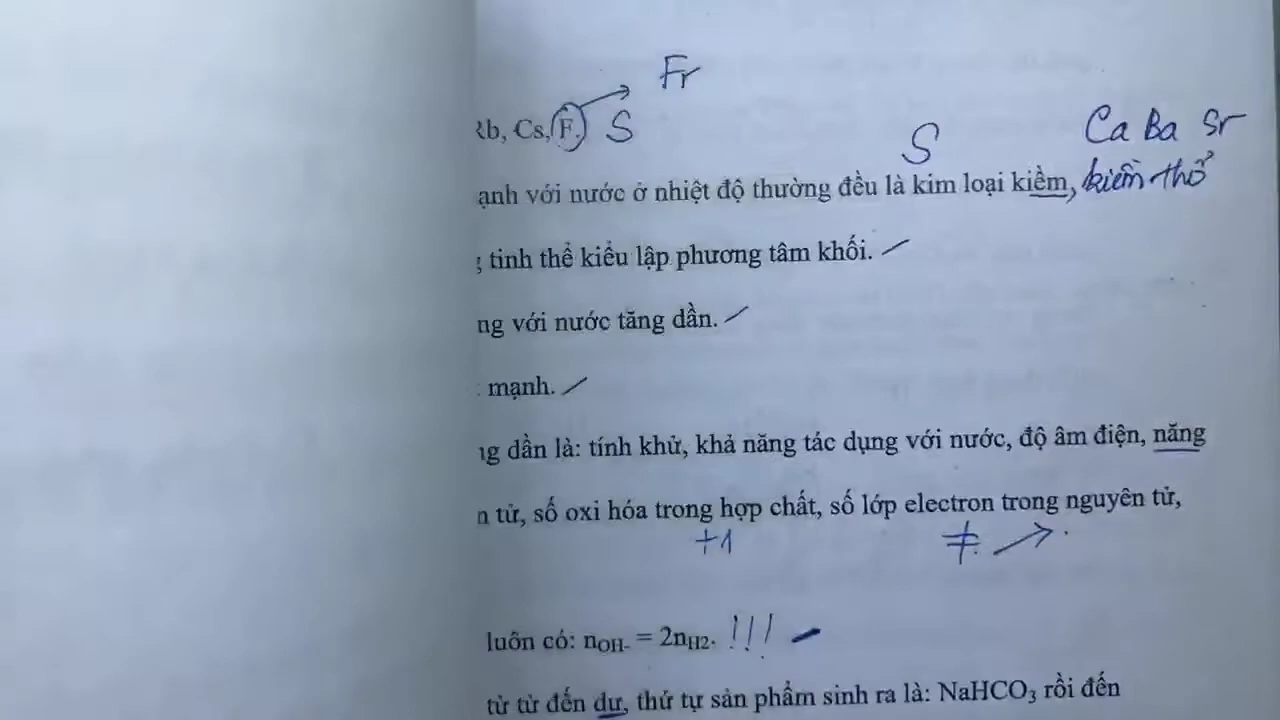 Fr
Rb, Cs, F. S
S Ca Ba Sr
ạnh với nước ở nhiệt độ thường đều là kim loại kiềm, kiềm thổ
g tinh thể kiểu lập phương tâm khối.
ng với nước tăng dần.
mạnh.
ng dần là: tính khử, khả năng tác dụng với nước, độ âm điện, năng
n tử, số oxi hóa trong hợp chất, số lớp electron trong nguyên tử,
+1 ≠
luôn có: nOH- = 2nH2. !!!
từ từ đến dư, thứ tự sản phẩm sinh ra là: NaHCO3 rồi đến